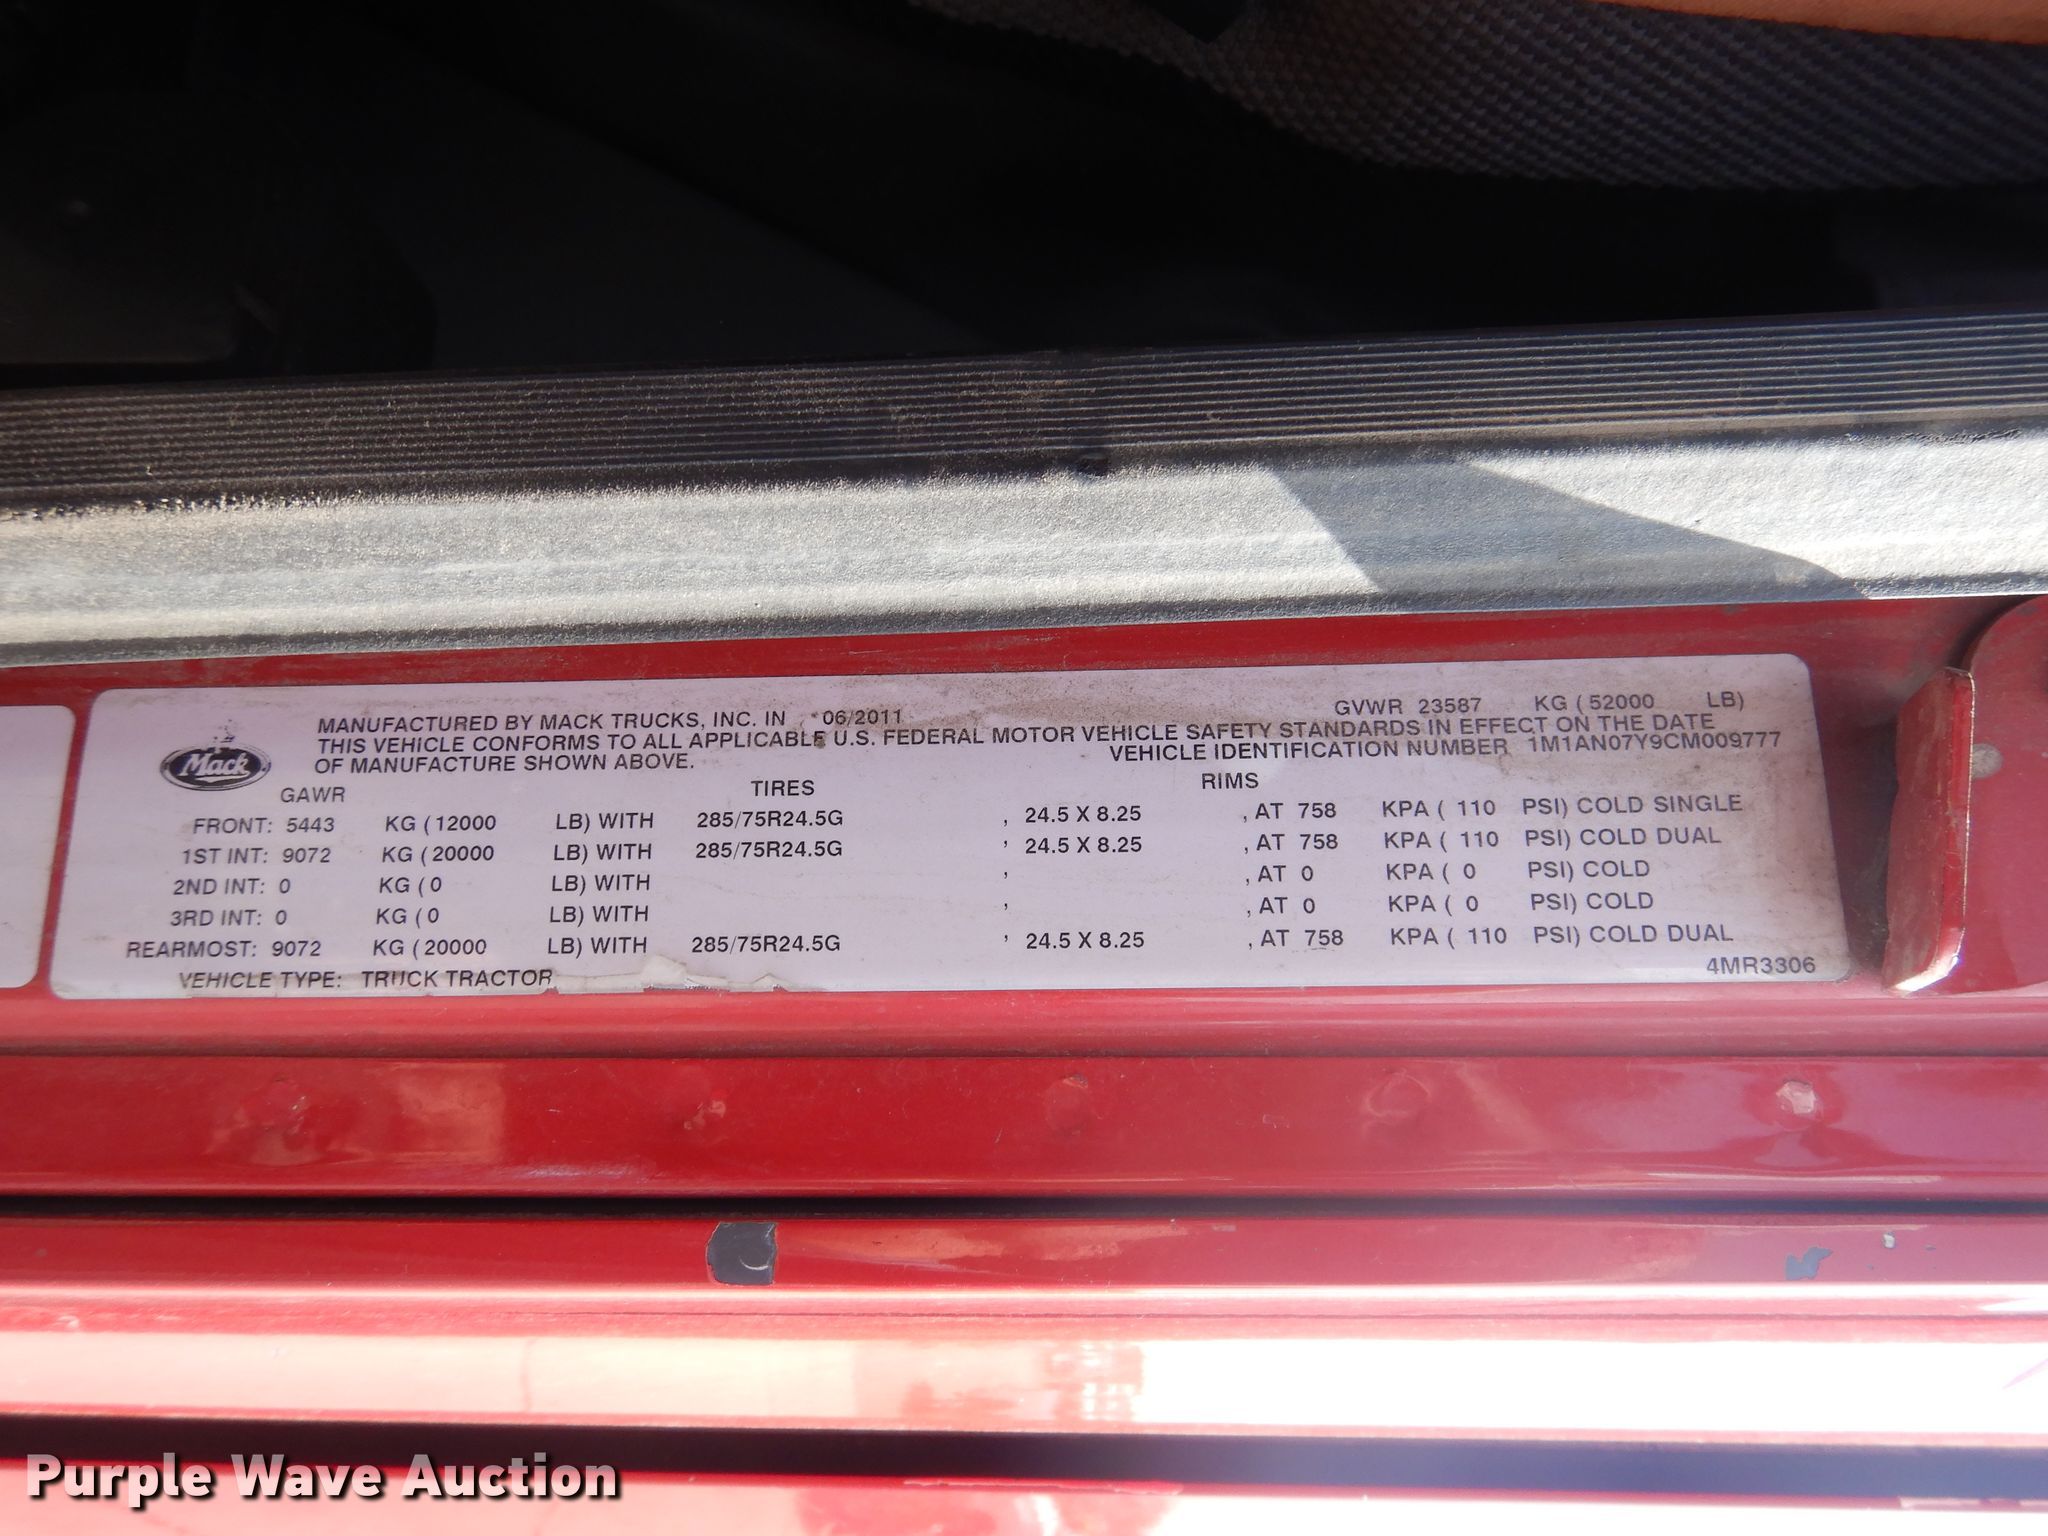 MANUFACTURED BY MACK TRUCKS, INC. IN 06/2011 GVWR 23587 KG (52000 LB)
THIS VEHICLE CONFORMS TO ALL APPLICABLE U.S. FEDERAL MOTOR VEHICLE SAFETY STANDARDS IN EFFECT ON THE DATE
OF MANUFACTURE SHOWN ABOVE. VEHICLE IDENTIFICATION NUMBER 1M1AN07Y9CM009777
Mack
GAWR TIRES RIMS
FRONT: 5443 KG (12000 LB) WITH 285/75R24.5G , 24.5 X 8.25 , AT 758 KPA ( 110 PSI) COLD SINGLE
1ST INT: 9072 KG (20000 LB) WITH 285/75R24.5G , 24.5 X 8.25 , AT 758 KPA ( 110 PSI) COLD DUAL
2ND INT: 0 KG (0 LB) WITH , , AT 0 KPA ( 0 PSI) COLD
3RD INT: 0 KG (0 LB) WITH , , AT 0 KPA ( 0 PSI) COLD
REARMOST: 9072 KG (20000 LB) WITH 285/75R24.5G , 24.5 X 8.25 , AT 758 KPA ( 110 PSI) COLD DUAL
VEHICLE TYPE: TRUCK TRACTOR 4MR3306
Purple Wave Auction